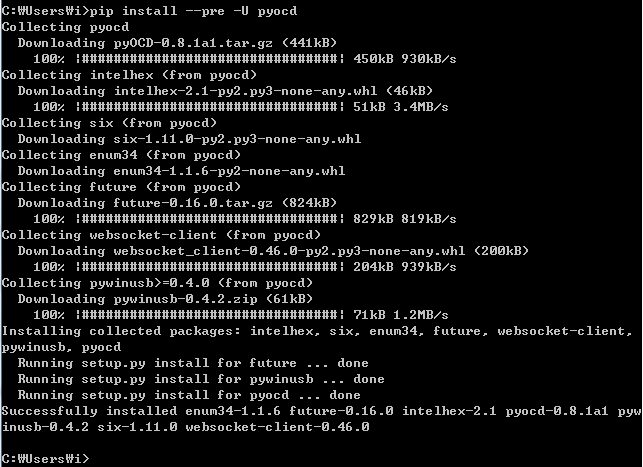 C:₩Users₩i>pip install --pre -U pyocd
Collecting pyocd
  Downloading pyOCD-0.8.1a1.tar.gz (441kB)
    100% |################################| 450kB 930kB/s
Collecting intelhex (from pyocd)
  Downloading intelhex-2.1-py2.py3-none-any.whl (46kB)
    100% |################################| 51kB 3.4MB/s
Collecting six (from pyocd)
  Downloading six-1.11.0-py2.py3-none-any.whl
Collecting enum34 (from pyocd)
  Downloading enum34-1.1.6-py2-none-any.whl
Collecting future (from pyocd)
  Downloading future-0.16.0.tar.gz (824kB)
    100% |################################| 829kB 819kB/s
Collecting websocket-client (from pyocd)
  Downloading websocket_client-0.46.0-py2.py3-none-any.whl (200kB)
    100% |################################| 204kB 939kB/s
Collecting pywinusb>=0.4.0 (from pyocd)
  Downloading pywinusb-0.4.2.zip (61kB)
    100% |################################| 71kB 1.2MB/s
Installing collected packages: intelhex, six, enum34, future, websocket-client,
pywinusb, pyocd
  Running setup.py install for future ... done
  Running setup.py install for pywinusb ... done
  Running setup.py install for pyocd ... done
Successfully installed enum34-1.1.6 future-0.16.0 intelhex-2.1 pyocd-0.8.1a1 pyw
inusb-0.4.2 six-1.11.0 websocket-client-0.46.0
C:₩Users₩i>